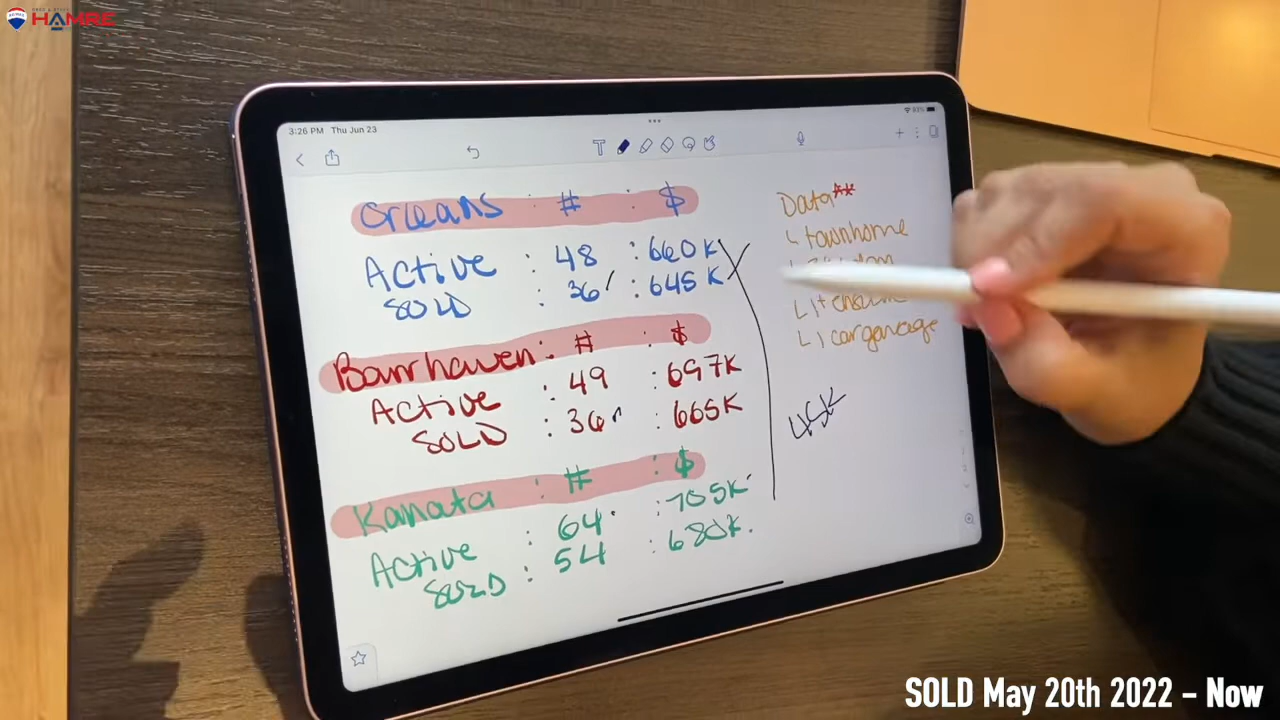 HAMRE
3:26 PM Thu Jun 23
93%
T
Orleans : # : $
Active : 48 : 660K
SOLD : 36 : 645K
Barrhaven : # : $
Active : 49 : 697K
SOLD : 36 : 665K
Kanata : # : $
Active : 64 : 705K
SOLD : 54 : 680K
Data**
townhome
1 car garage
45K
SOLD May 20th 2022 - Now